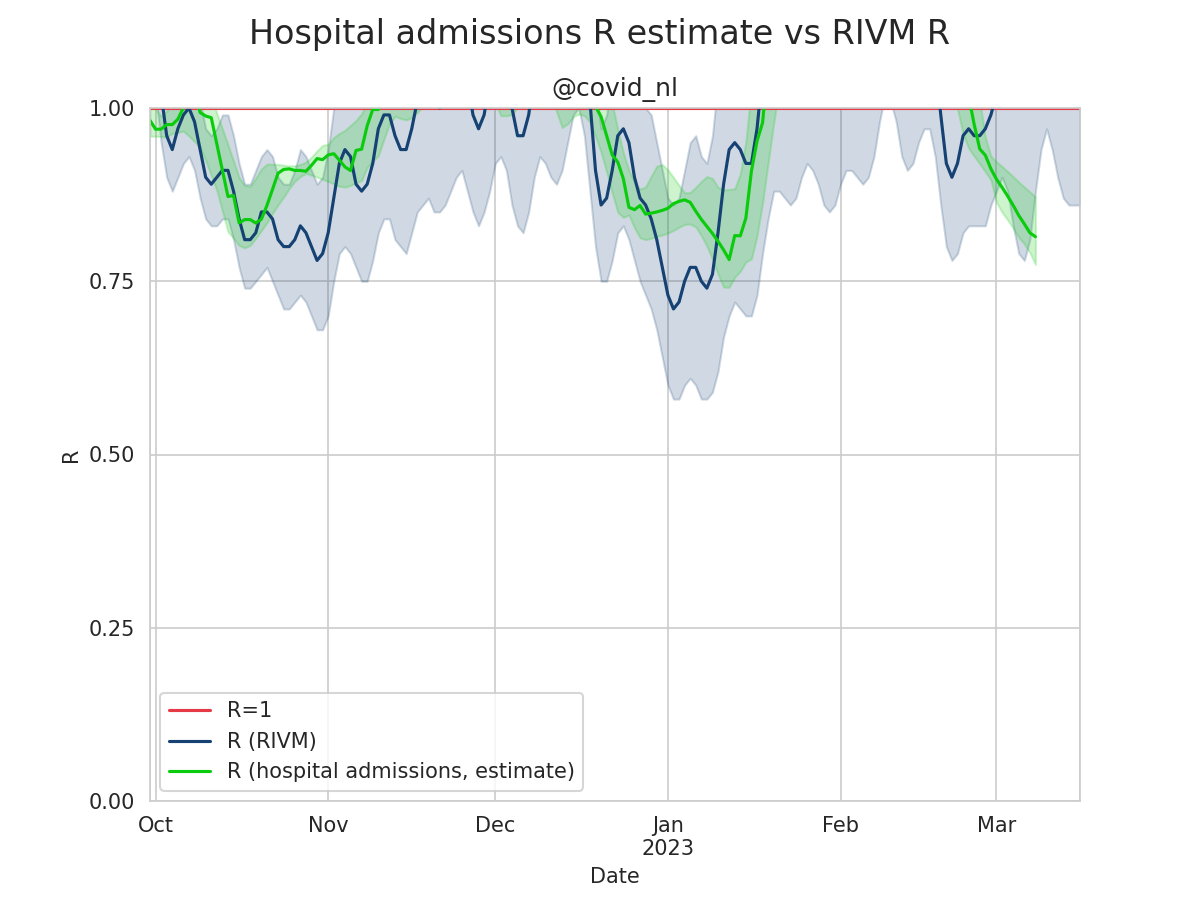 Hospital admissions R estimate vs RIVM R
@covid_nl
1.00
0.75
0.50
0.25
0.00
R
R=1
R (RIVM)
R (hospital admissions, estimate)
Oct Nov Dec Jan Feb Mar
2023
Date